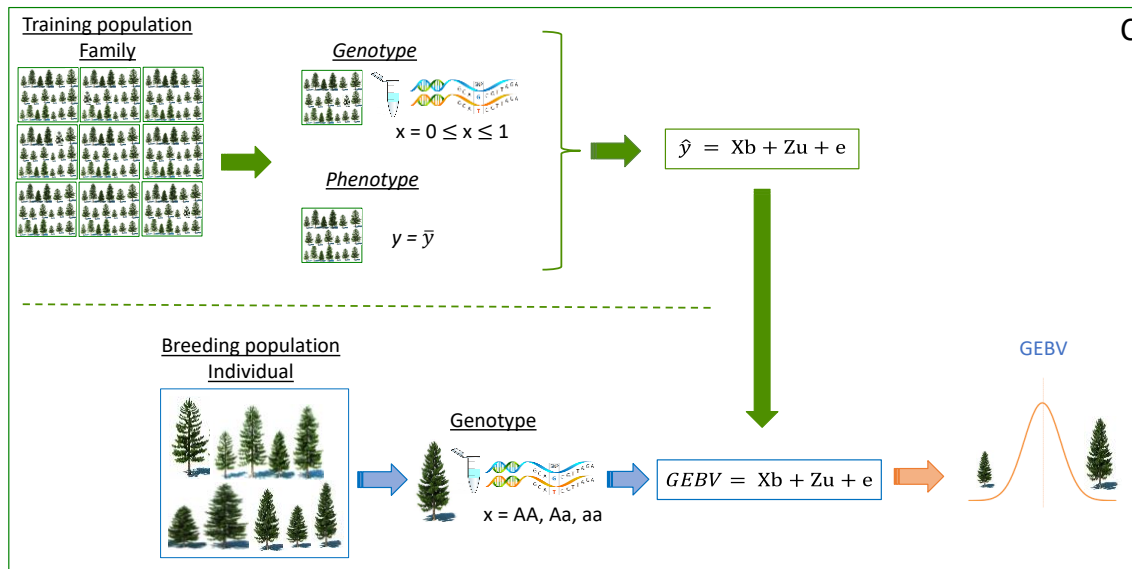 Training population
Family
Genotype
x = 0 ≤ x ≤ 1
Phenotype
y = ȳ
ŷ = Xb + Zu + e
Breeding population
Individual
Genotype
x = AA, Aa, aa
GEBV = Xb + Zu + e
GEBV